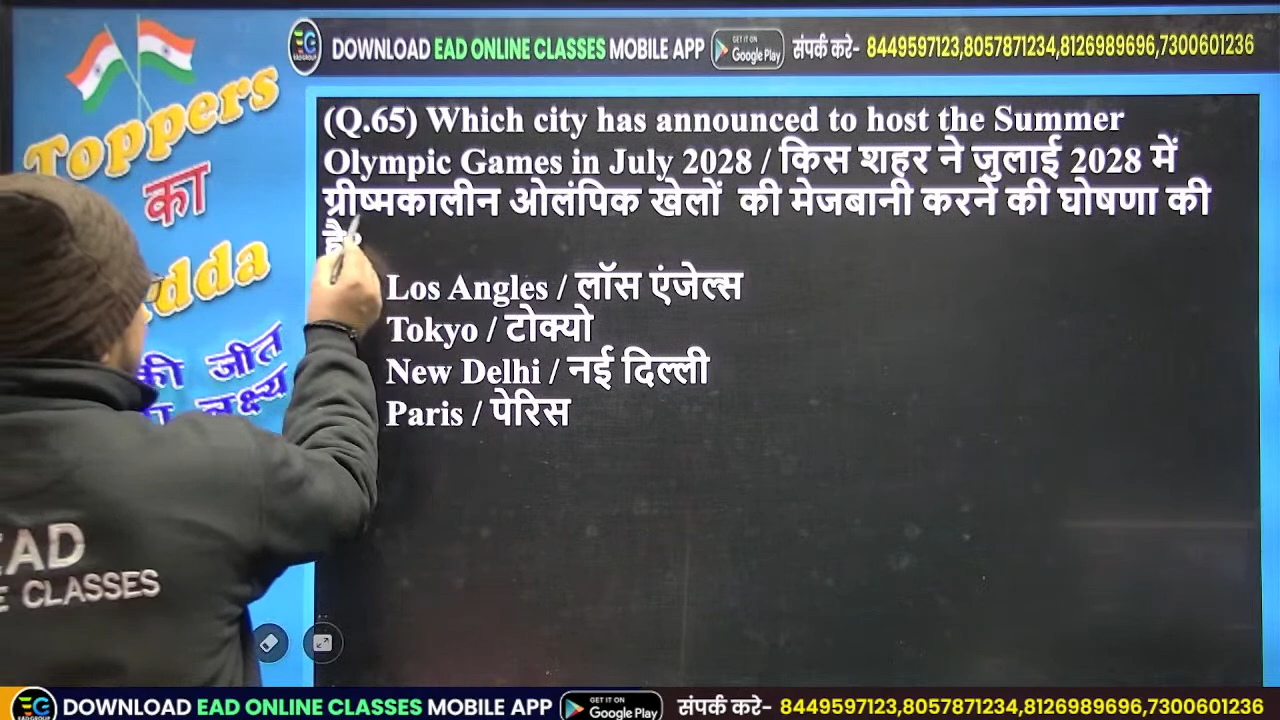 DOWNLOAD EAD ONLINE CLASSES MOBILE APP GET IT ON Google Play संपर्क करे- 8449597123,8057871234,8126989696,7300601236
Toppers
का
dda
की जीत
लक्ष्य
(Q.65) Which city has announced to host the Summer
Olympic Games in July 2028 / किस शहर ने जुलाई 2028 में
ग्रीष्मकालीन ओलंपिक खेलों की मेजबानी करने की घोषणा की
है?
Los Angles / लॉस एंजेल्स
Tokyo / टोक्यो
New Delhi / नई दिल्ली
Paris / पेरिस
EAD
E CLASSES
DOWNLOAD EAD ONLINE CLASSES MOBILE APP GET IT ON Google Play संपर्क करे- 8449597123,8057871234,8126989696,7300601236